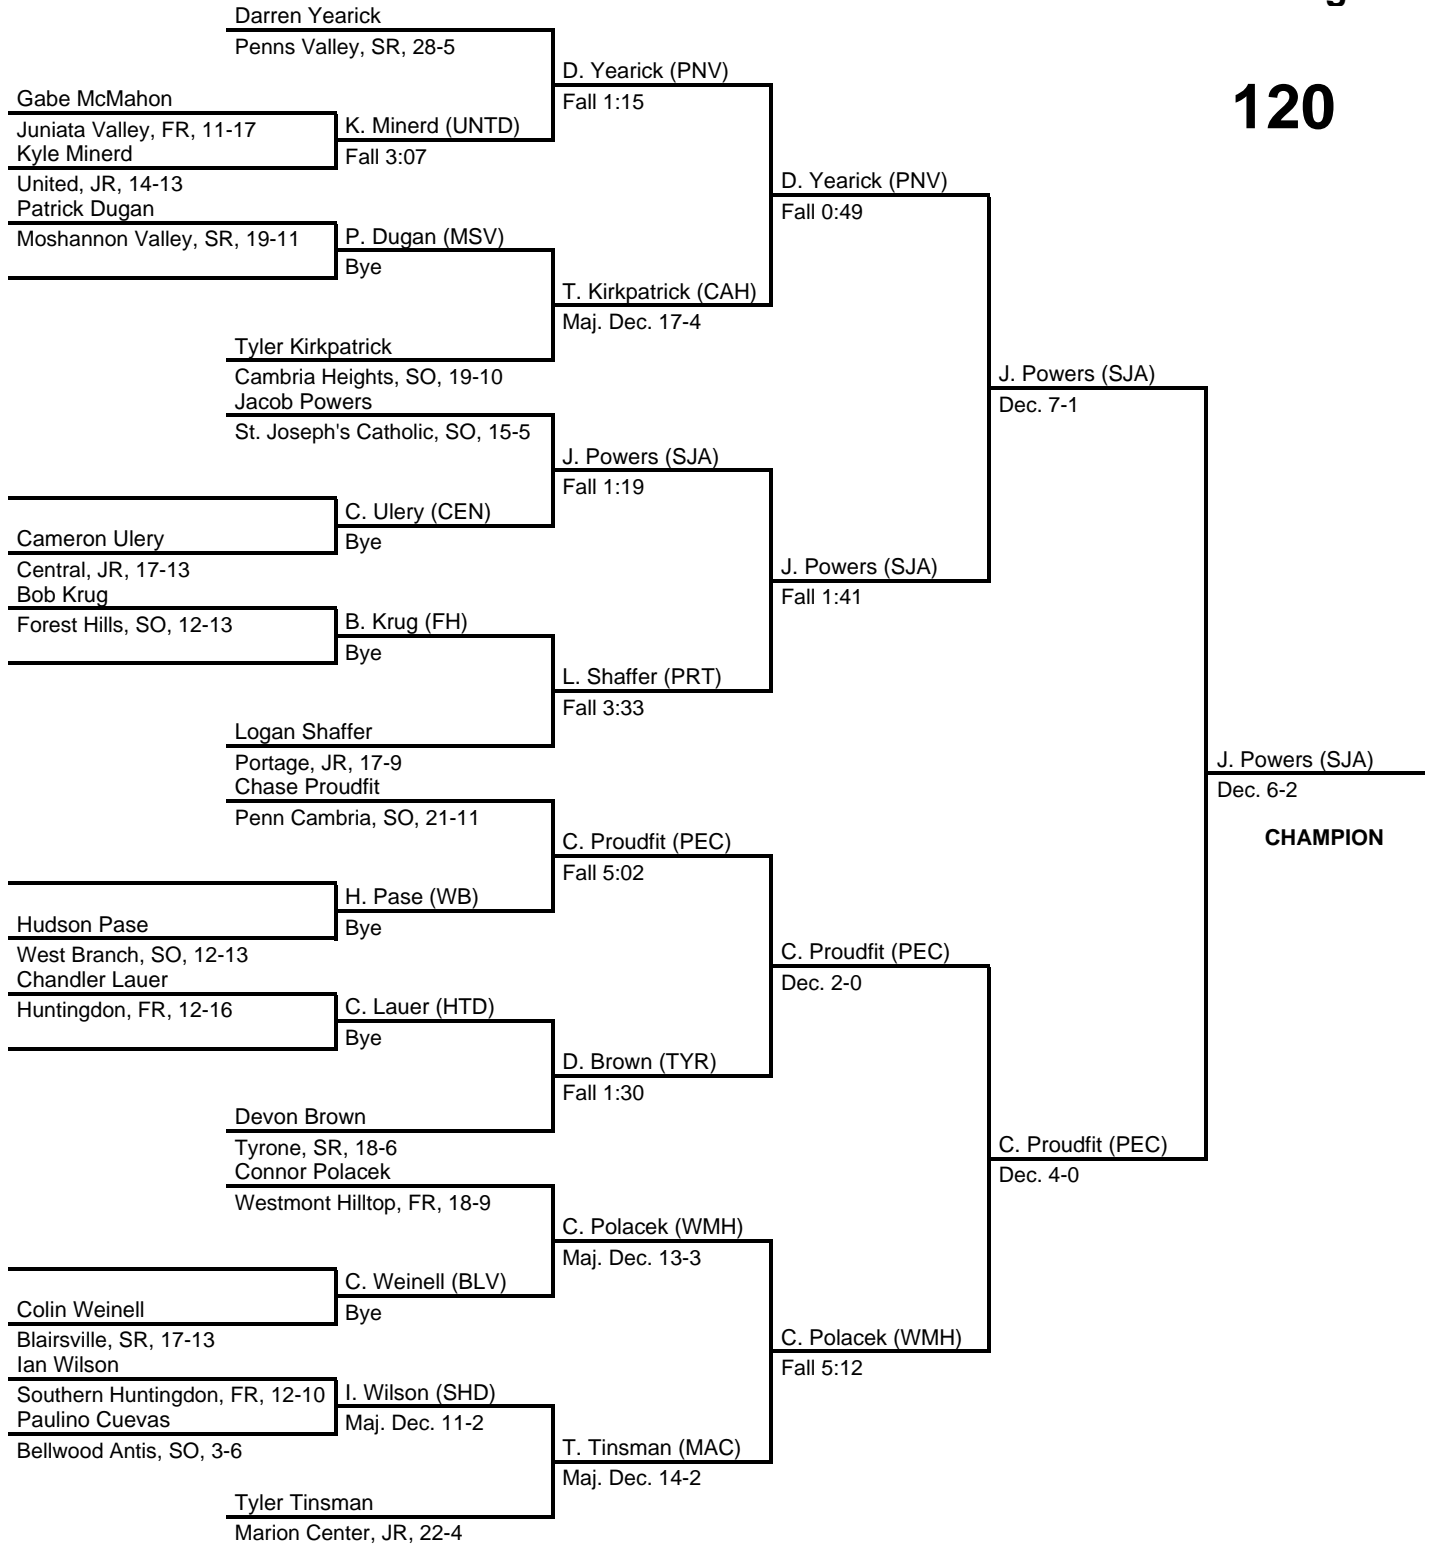 Darren Yearick
Penns Valley, SR, 28-5
D. Yearick (PNV)
Fall 1:15
120
Gabe McMahon
Juniata Valley, FR, 11-17
K. Minerd (UNTD)
Kyle Minerd
Fall 3:07
United, JR, 14-13
D. Yearick (PNV)
Fall 0:49
Patrick Dugan
Moshannon Valley, SR, 19-11
P. Dugan (MSV)
Bye
T. Kirkpatrick (CAH)
Maj. Dec. 17-4
Tyler Kirkpatrick
Cambria Heights, SO, 19-10
J. Powers (SJA)
Dec. 7-1
Jacob Powers
St. Joseph's Catholic, SO, 15-5
J. Powers (SJA)
Fall 1:19
C. Ulery (CEN)
Bye
Cameron Ulery
Central, JR, 17-13
J. Powers (SJA)
Fall 1:41
Bob Krug
Forest Hills, SO, 12-13
B. Krug (FH)
Bye
L. Shaffer (PRT)
Fall 3:33
Logan Shaffer
Portage, JR, 17-9
J. Powers (SJA)
Dec. 6-2
CHAMPION
Chase Proudfit
Penn Cambria, SO, 21-11
C. Proudfit (PEC)
Fall 5:02
H. Pase (WB)
Bye
Hudson Pase
West Branch, SO, 12-13
C. Proudfit (PEC)
Dec. 2-0
Chandler Lauer
Huntingdon, FR, 12-16
C. Lauer (HTD)
Bye
D. Brown (TYR)
Fall 1:30
Devon Brown
Tyrone, SR, 18-6
C. Proudfit (PEC)
Dec. 4-0
Connor Polacek
Westmont Hilltop, FR, 18-9
C. Polacek (WMH)
Maj. Dec. 13-3
C. Weinell (BLV)
Bye
Colin Weinell
Blairsville, SR, 17-13
C. Polacek (WMH)
Fall 5:12
Ian Wilson
Southern Huntingdon, FR, 12-10
I. Wilson (SHD)
Maj. Dec. 11-2
Paulino Cuevas
Bellwood Antis, SO, 3-6
T. Tinsman (MAC)
Maj. Dec. 14-2
Tyler Tinsman
Marion Center, JR, 22-4